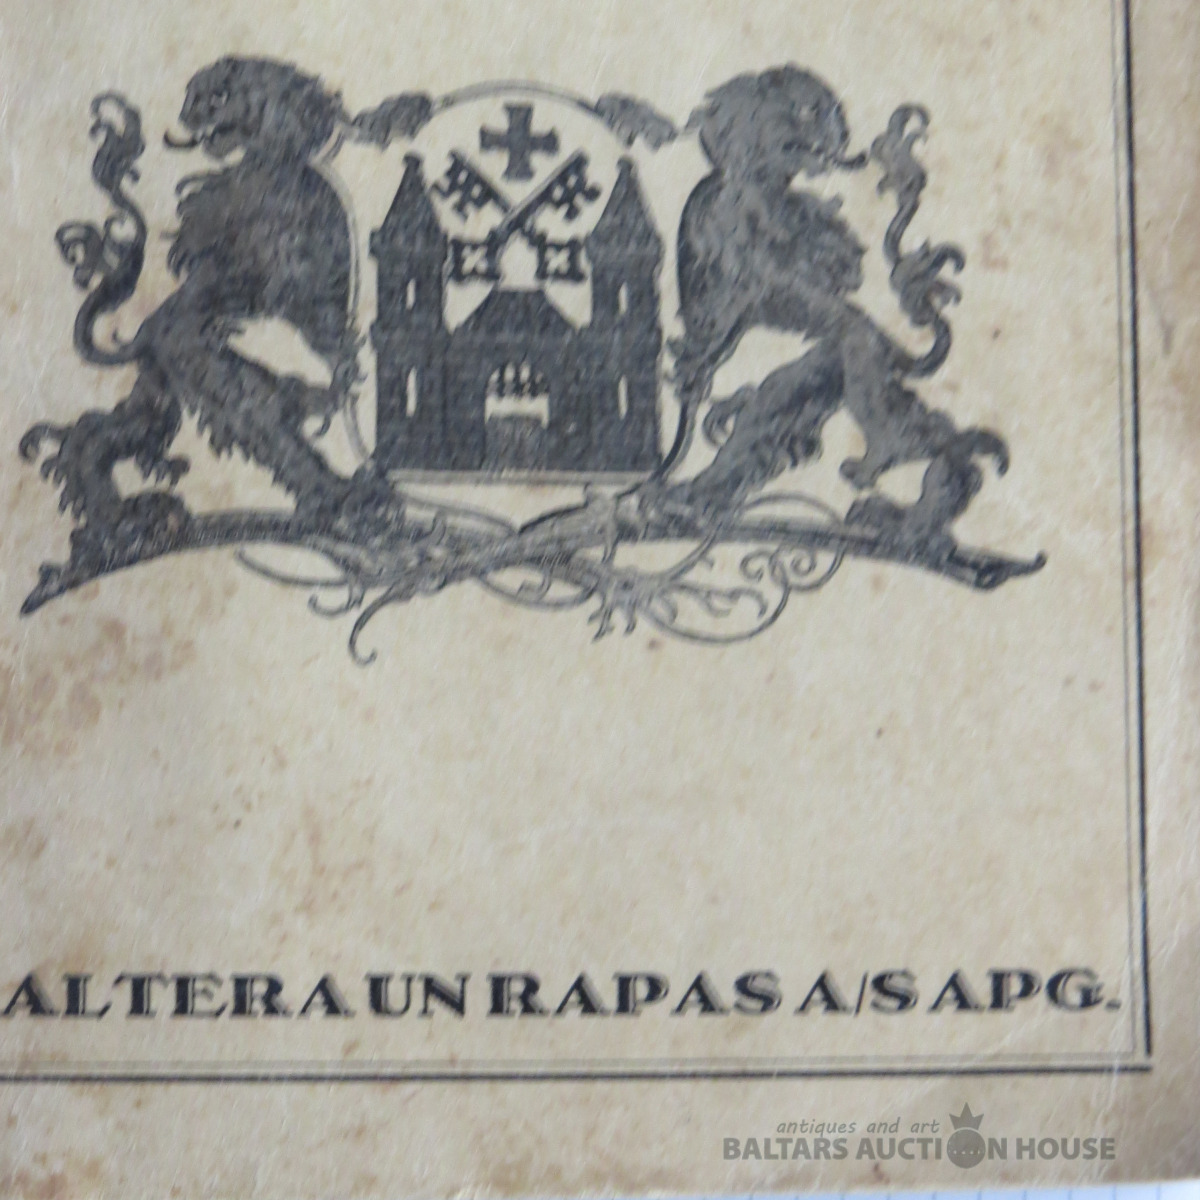 ALTERA UN RAPAS A/S APG.
antiques and art
BALTARS AUCTION HOUSE